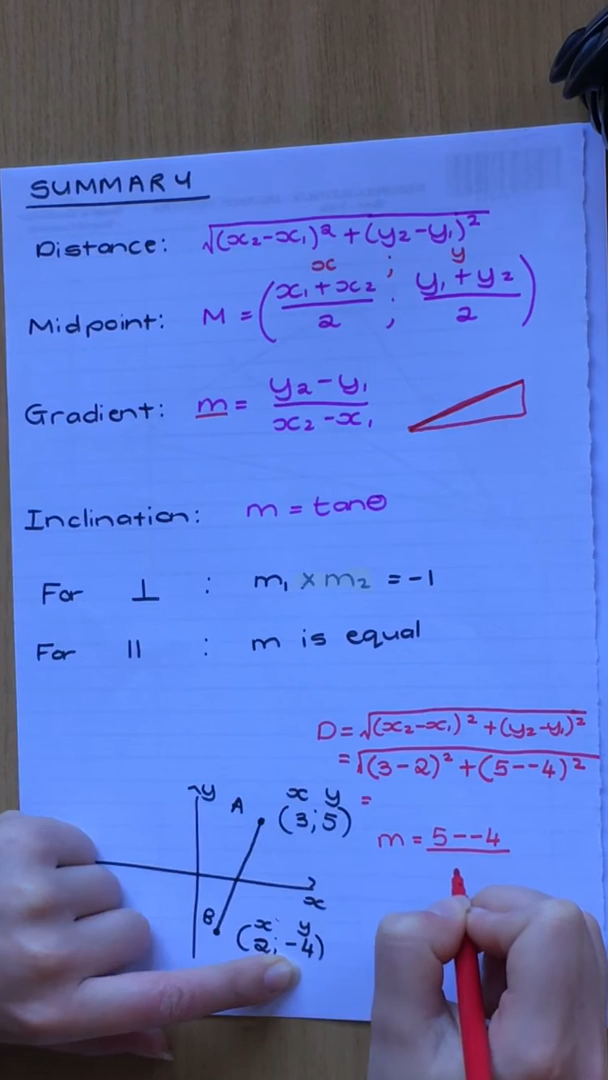 SUMMARY
Distance: √(x₂-x₁)² + (y₂-y₁)²
x ; y
Midpoint: M = (x₁+x₂/2 ; y₁+y₂/2)
Gradient: m = y₂-y₁/x₂-x₁
Inclination: m = tanθ
For ⊥ : m₁ × m₂ = -1
For || : m is equal
D = √(x₂-x₁)² + (y₂-y₁)²
= √(3-2)² + (5--4)²
=
m = 5--4
y
A
x y
(3;5)
x
B
x y
(2;-4)